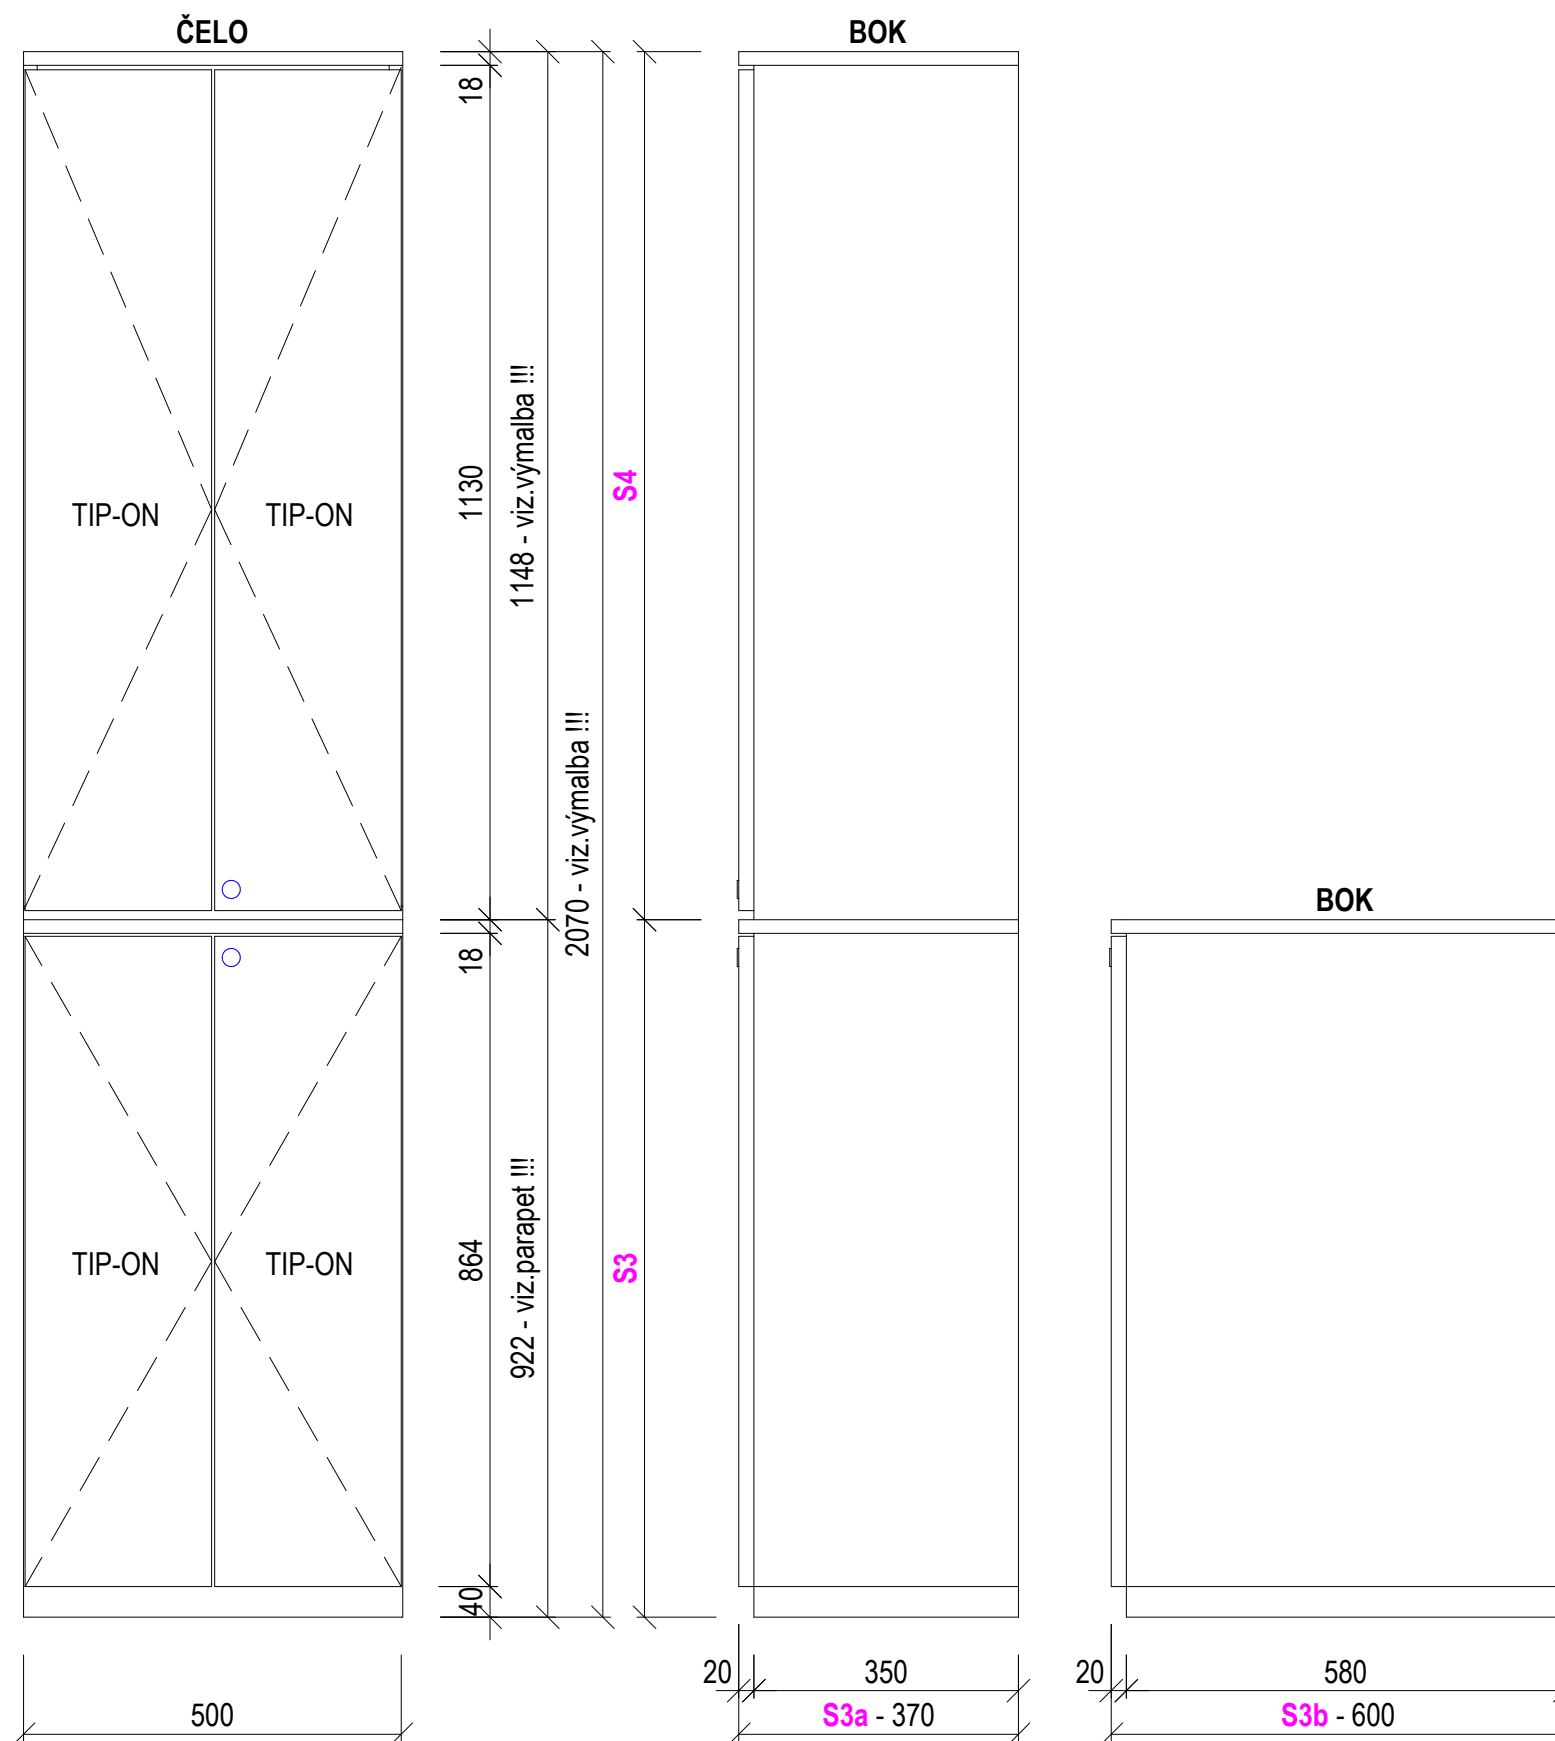 ČELO
BOK
18
1130
1148 - viz.výmalba !!!
S4
TIP-ON
TIP-ON
2070 - viz.výmalba !!!
BOK
18
864
922 - viz.parapet !!!
S3
TIP-ON
TIP-ON
40
20
350
20
580
500
S3a - 370
S3b - 600